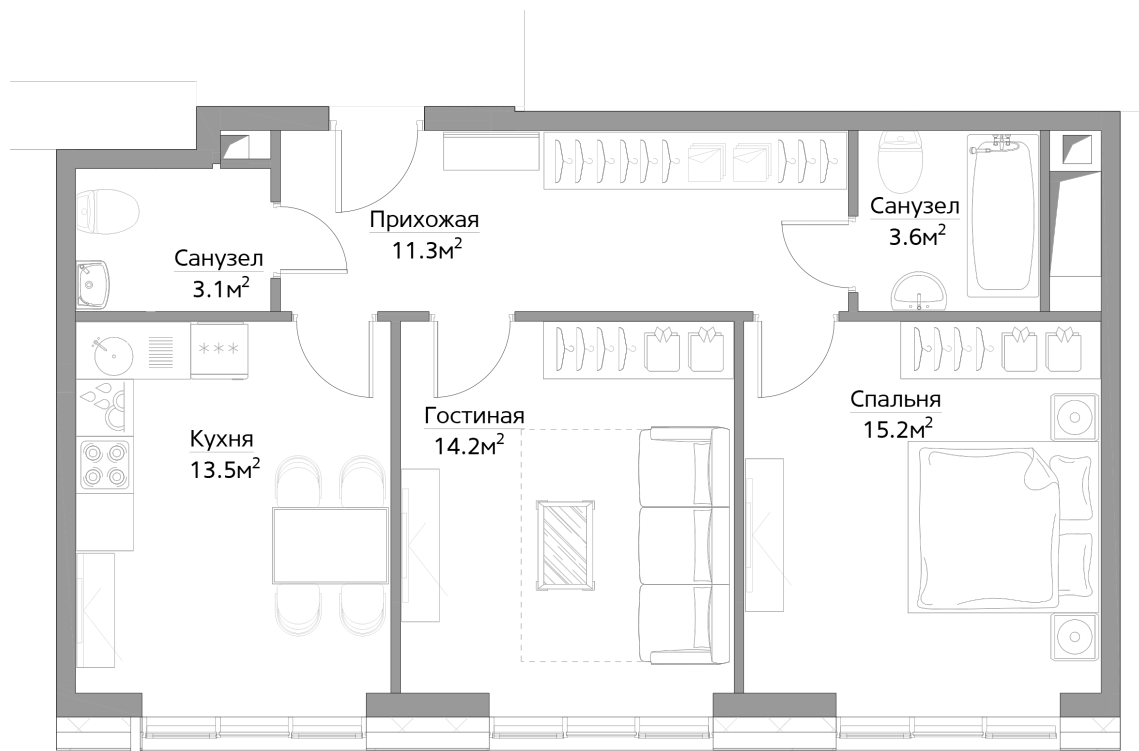 Прихожая
11.3м²
Санузел
3.6м²
Санузел
3.1м²
Кухня
13.5м²
Гостиная
14.2м²
Спальня
15.2м²